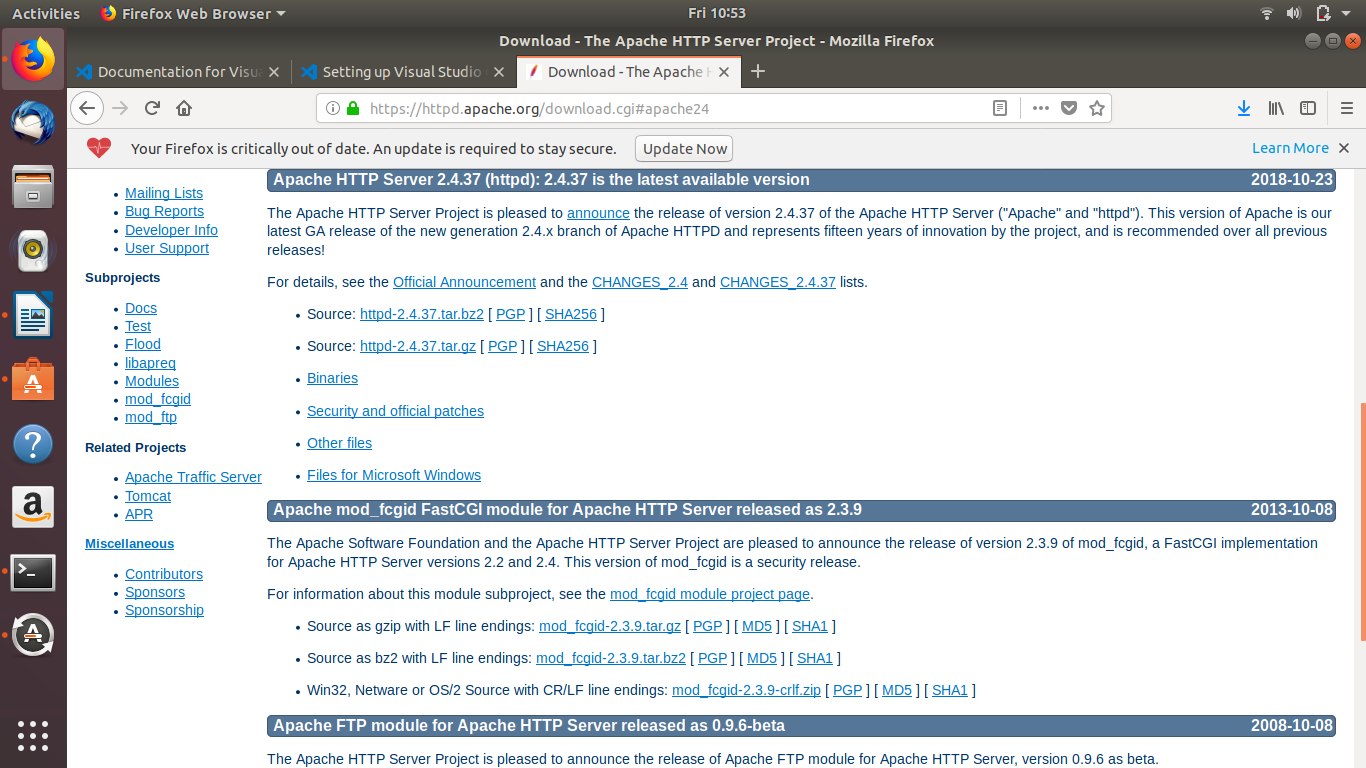 Activities Firefox Web Browser Fri 10:53
Download - The Apache HTTP Server Project - Mozilla Firefox
Documentation for Visua Setting up Visual Studio Download - The Apache H
https://httpd.apache.org/download.cgi#apache24
Your Firefox is critically out of date. An update is required to stay secure. Update Now Learn More
Mailing Lists
Bug Reports
Developer Info
User Support
Subprojects
Docs
Test
Flood
libapreq
Modules
mod_fcgid
mod_ftp
Related Projects
Apache Traffic Server
Tomcat
APR
Miscellaneous
Contributors
Sponsors
Sponsorship
Apache HTTP Server 2.4.37 (httpd): 2.4.37 is the latest available version 2018-10-23
The Apache HTTP Server Project is pleased to announce the release of version 2.4.37 of the Apache HTTP Server ("Apache" and "httpd"). This version of Apache is our
latest GA release of the new generation 2.4.x branch of Apache HTTPD and represents fifteen years of innovation by the project, and is recommended over all previous
releases!
For details, see the Official Announcement and the CHANGES_2.4 and CHANGES_2.4.37 lists.
Source: httpd-2.4.37.tar.bz2 [ PGP ] [ SHA256 ]
Source: httpd-2.4.37.tar.gz [ PGP ] [ SHA256 ]
Binaries
Security and official patches
Other files
Files for Microsoft Windows
Apache mod_fcgid FastCGI module for Apache HTTP Server released as 2.3.9 2013-10-08
The Apache Software Foundation and the Apache HTTP Server Project are pleased to announce the release of version 2.3.9 of mod_fcgid, a FastCGI implementation
for Apache HTTP Server versions 2.2 and 2.4. This version of mod_fcgid is a security release.
For information about this module subproject, see the mod_fcgid module project page.
Source as gzip with LF line endings: mod_fcgid-2.3.9.tar.gz [ PGP ] [ MD5 ] [ SHA1 ]
Source as bz2 with LF line endings: mod_fcgid-2.3.9.tar.bz2 [ PGP ] [ MD5 ] [ SHA1 ]
Win32, Netware or OS/2 Source with CR/LF line endings: mod_fcgid-2.3.9-crlf.zip [ PGP ] [ MD5 ] [ SHA1 ]
Apache FTP module for Apache HTTP Server released as 0.9.6-beta 2008-10-08
The Apache HTTP Server Project is pleased to announce the release of Apache FTP module for Apache HTTP Server, version 0.9.6 as beta.